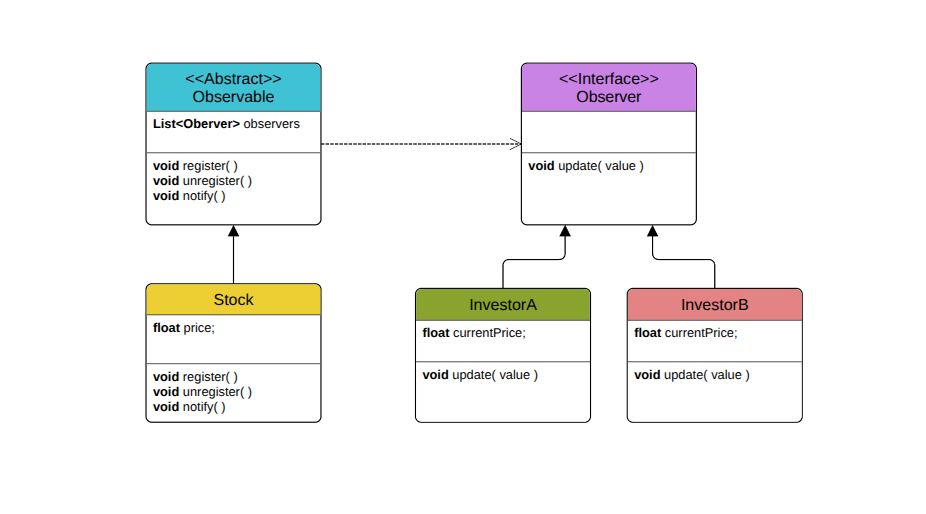 <<Abstract>>
Observable
List<Oberver> observers
void register( )
void unregister( )
void notify( )
<<Interface>>
Observer
void update( value )
Stock
float price;
void register( )
void unregister( )
void notify( )
InvestorA
float currentPrice;
void update( value )
InvestorB
float currentPrice;
void update( value )